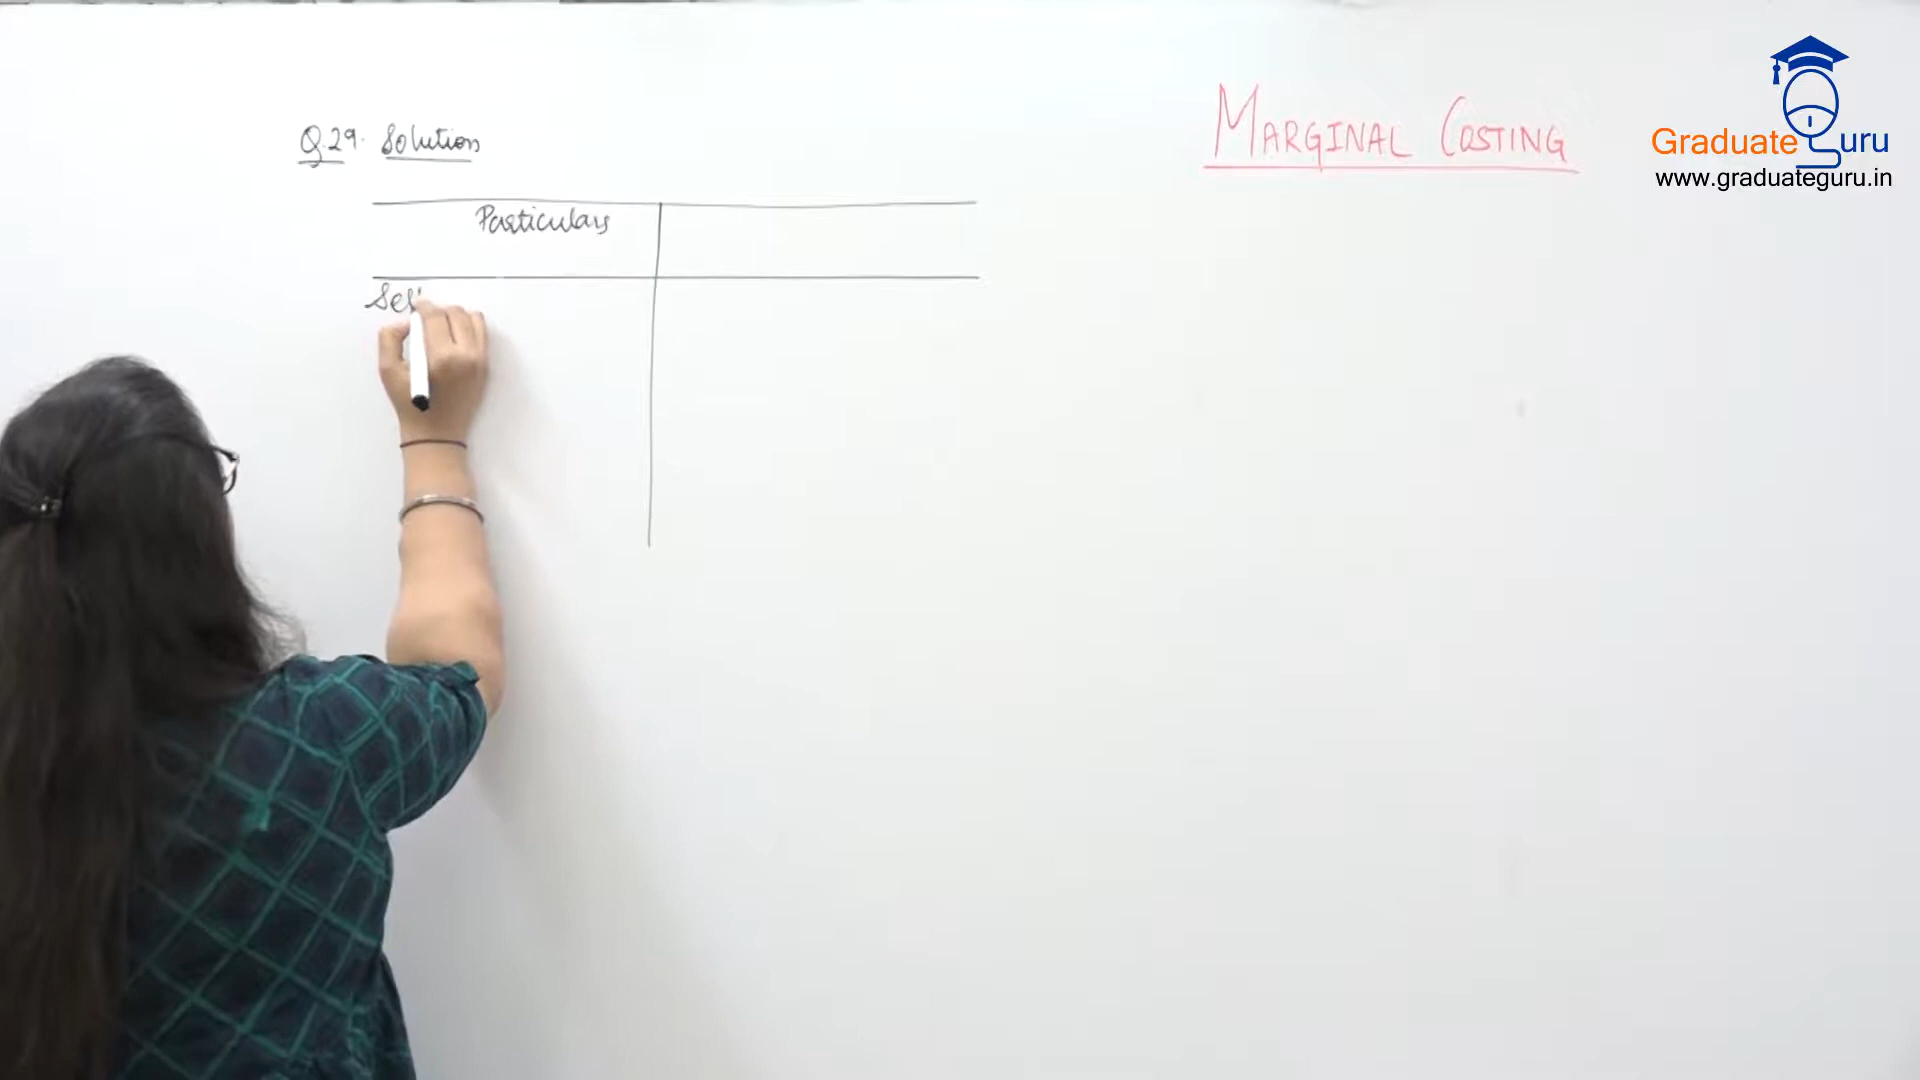 Q.29. Solution
MARGINAL COSTING
Graduate Guru
www.graduateguru.in
Particulars